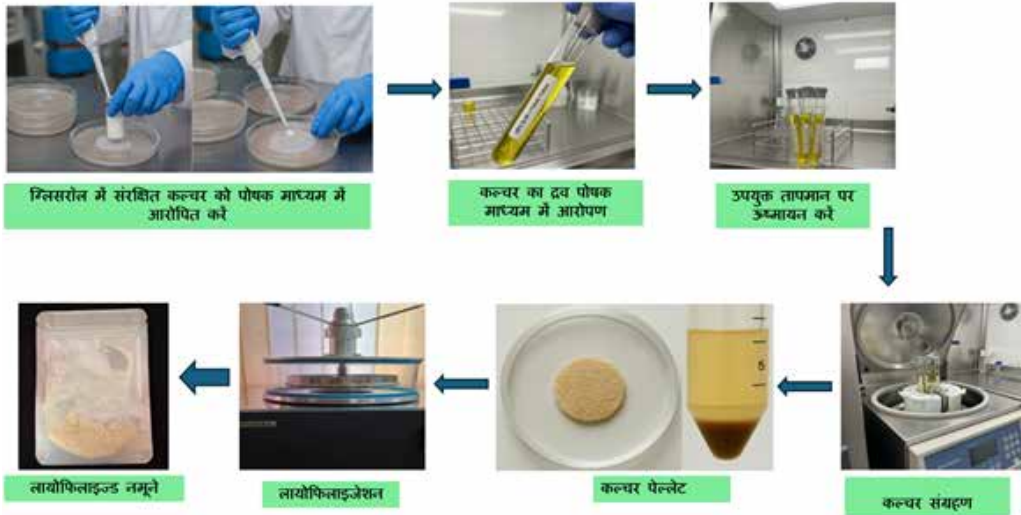 ग्लिसरोल में संरक्षित कल्चर को पोषक माध्यम में
आरोपित करें
कल्चर का द्रव पोषक
माध्यम में आरोपण
उपयुक्त तापमान पर
ऊष्मायन करें
लायोफिलाइज्ड नमूने
लायोफिलाइजेशन
कल्चर पेल्लेट
5
कल्चर संग्रहण